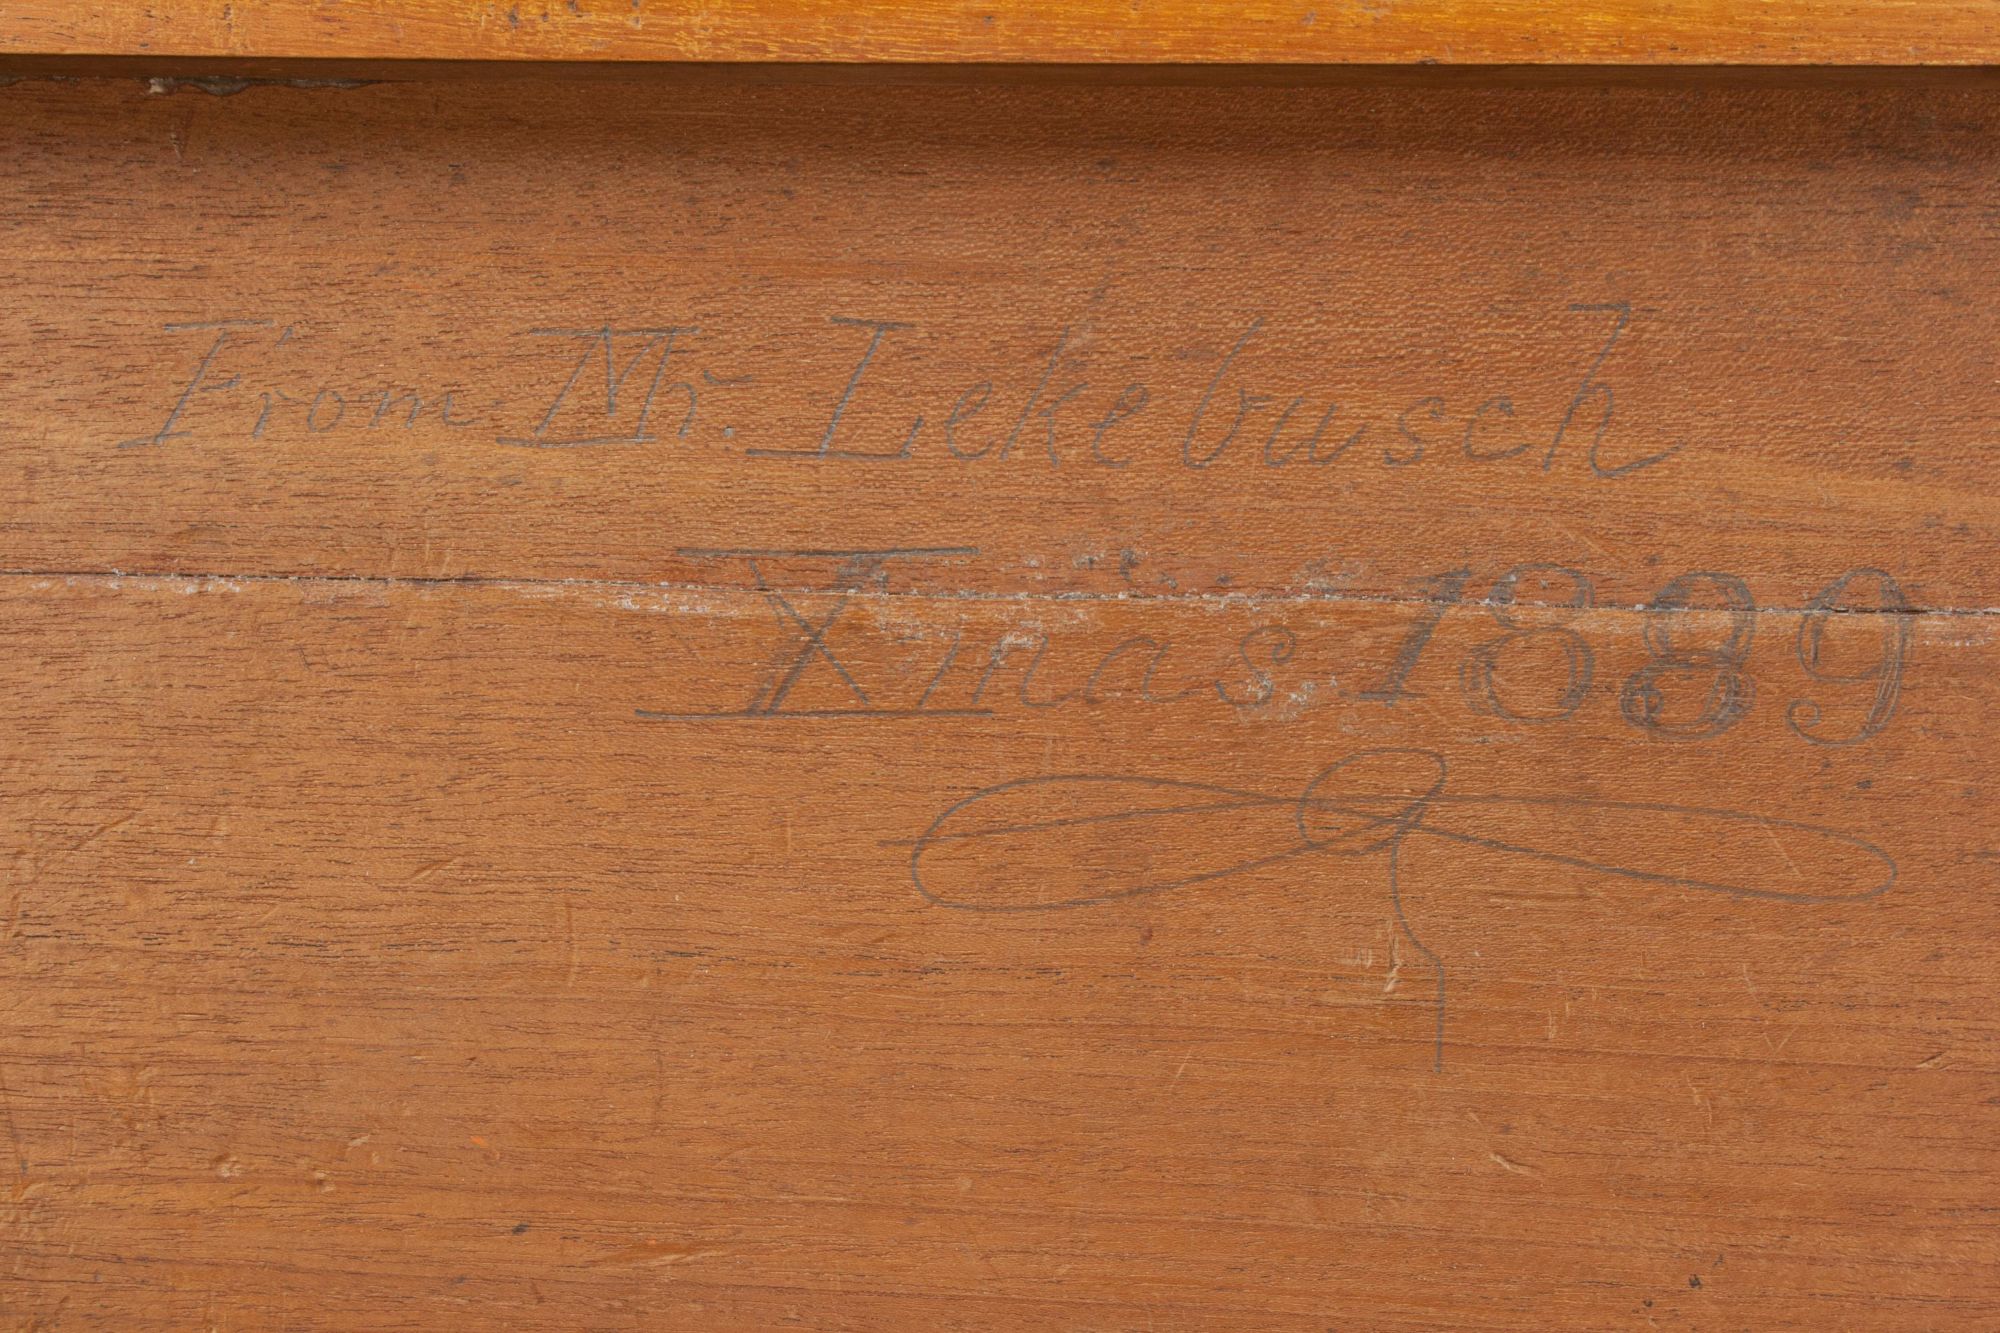 From Mr. Lekebusch
Xmas 1889